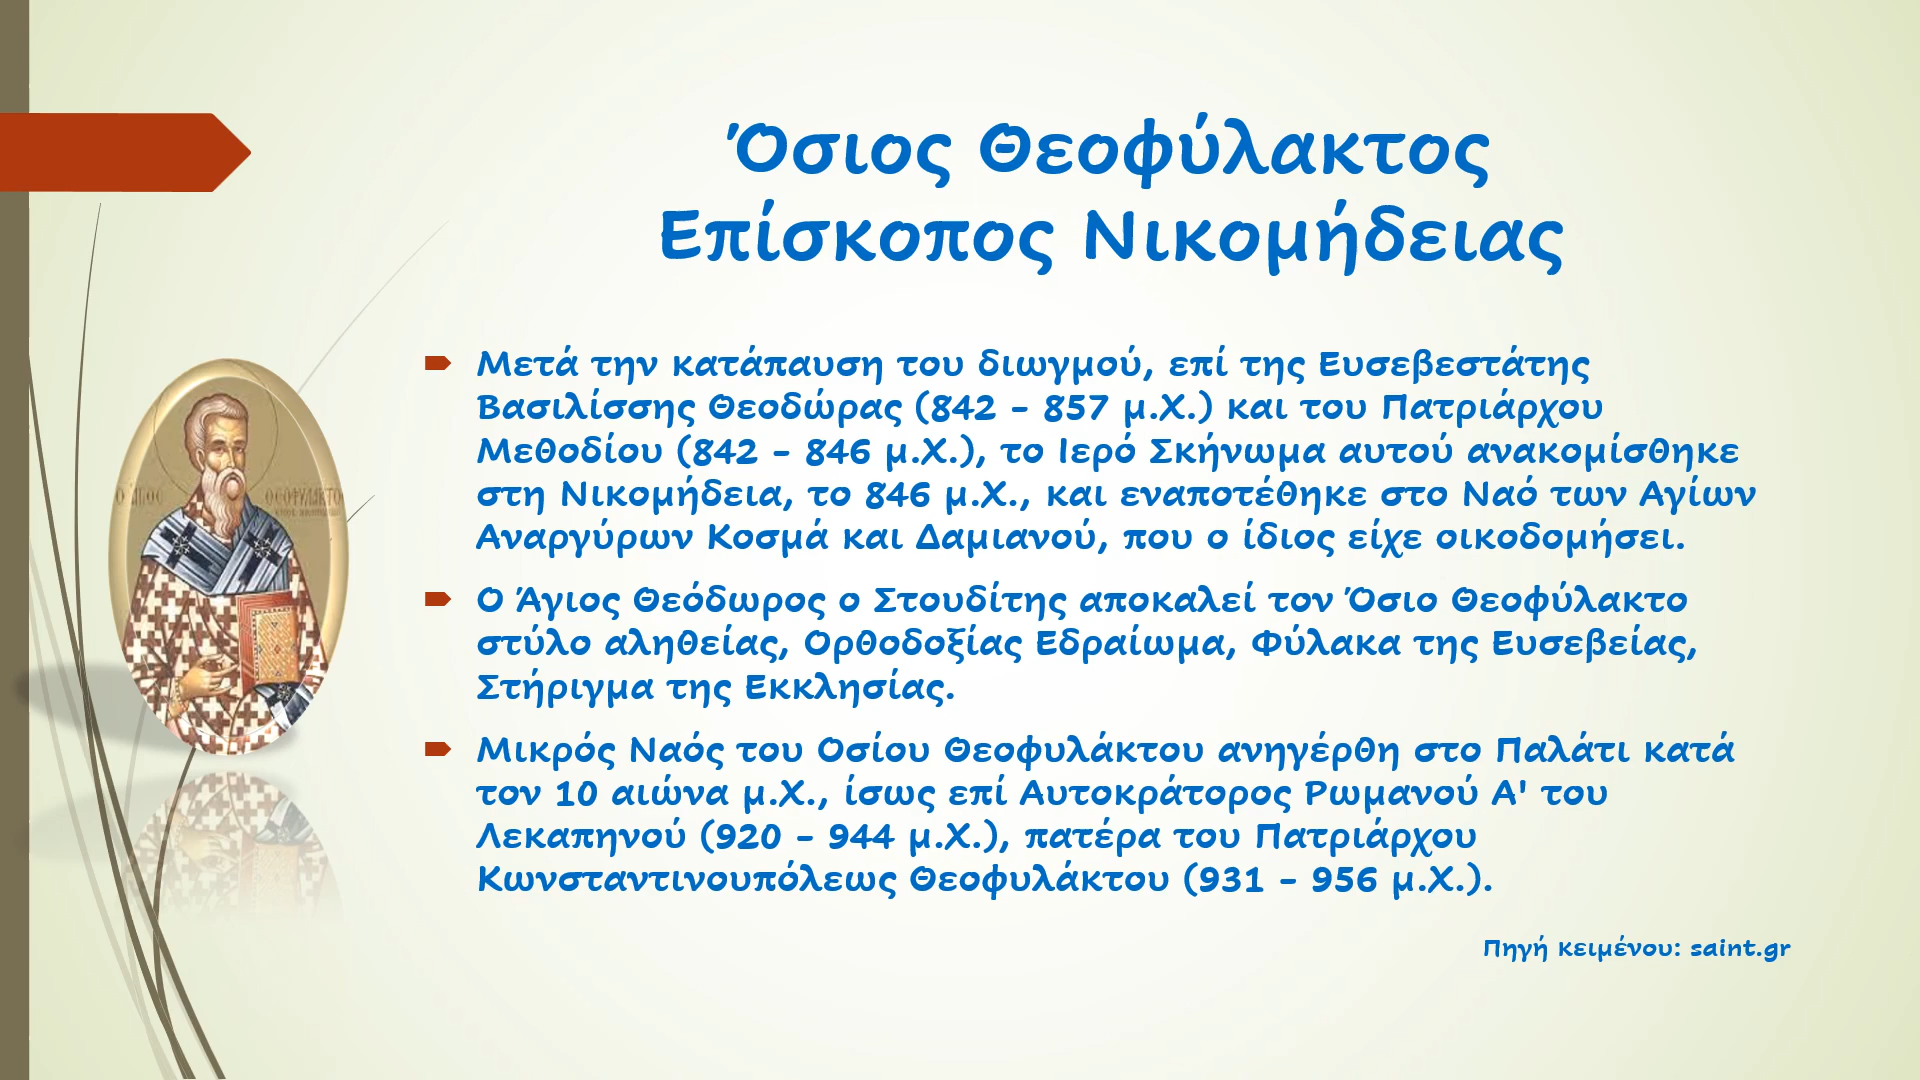 Όσιος Θεοφύλακτος
Επίσκοπος Νικομήδειας
Μετά την κατάπαυση του διωγμού, επί της Ευσεβεστάτης
Βασιλίσσης Θεοδώρας (842 – 857 μ.Χ.) και του Πατριάρχου
Μεθοδίου (842 – 846 μ.Χ.), το Ιερό Σκήνωμα αυτού ανακομίσθηκε
στη Νικομήδεια, το 846 μ.Χ., και εναποτέθηκε στο Ναό των Αγίων
Αναργύρων Κοσμά και Δαμιανού, που ο ίδιος είχε οικοδομήσει.
Ο Άγιος Θεόδωρος ο Στουδίτης αποκαλεί τον Όσιο Θεοφύλακτο
στύλο αληθείας, Ορθοδοξίας Εδραίωμα, Φύλακα της Ευσεβείας,
Στήριγμα της Εκκλησίας.
Μικρός Ναός του Οσίου Θεοφυλάκτου ανηγέρθη στο Παλάτι κατά
τον 10 αιώνα μ.Χ., ίσως επί Αυτοκράτορος Ρωμανού Α' του
Λεκαπηνού (920 – 944 μ.Χ.), πατέρα του Πατριάρχου
Κωνσταντινουπόλεως Θεοφυλάκτου (931 – 956 μ.Χ.).
Πηγή κειμένου: saint.gr